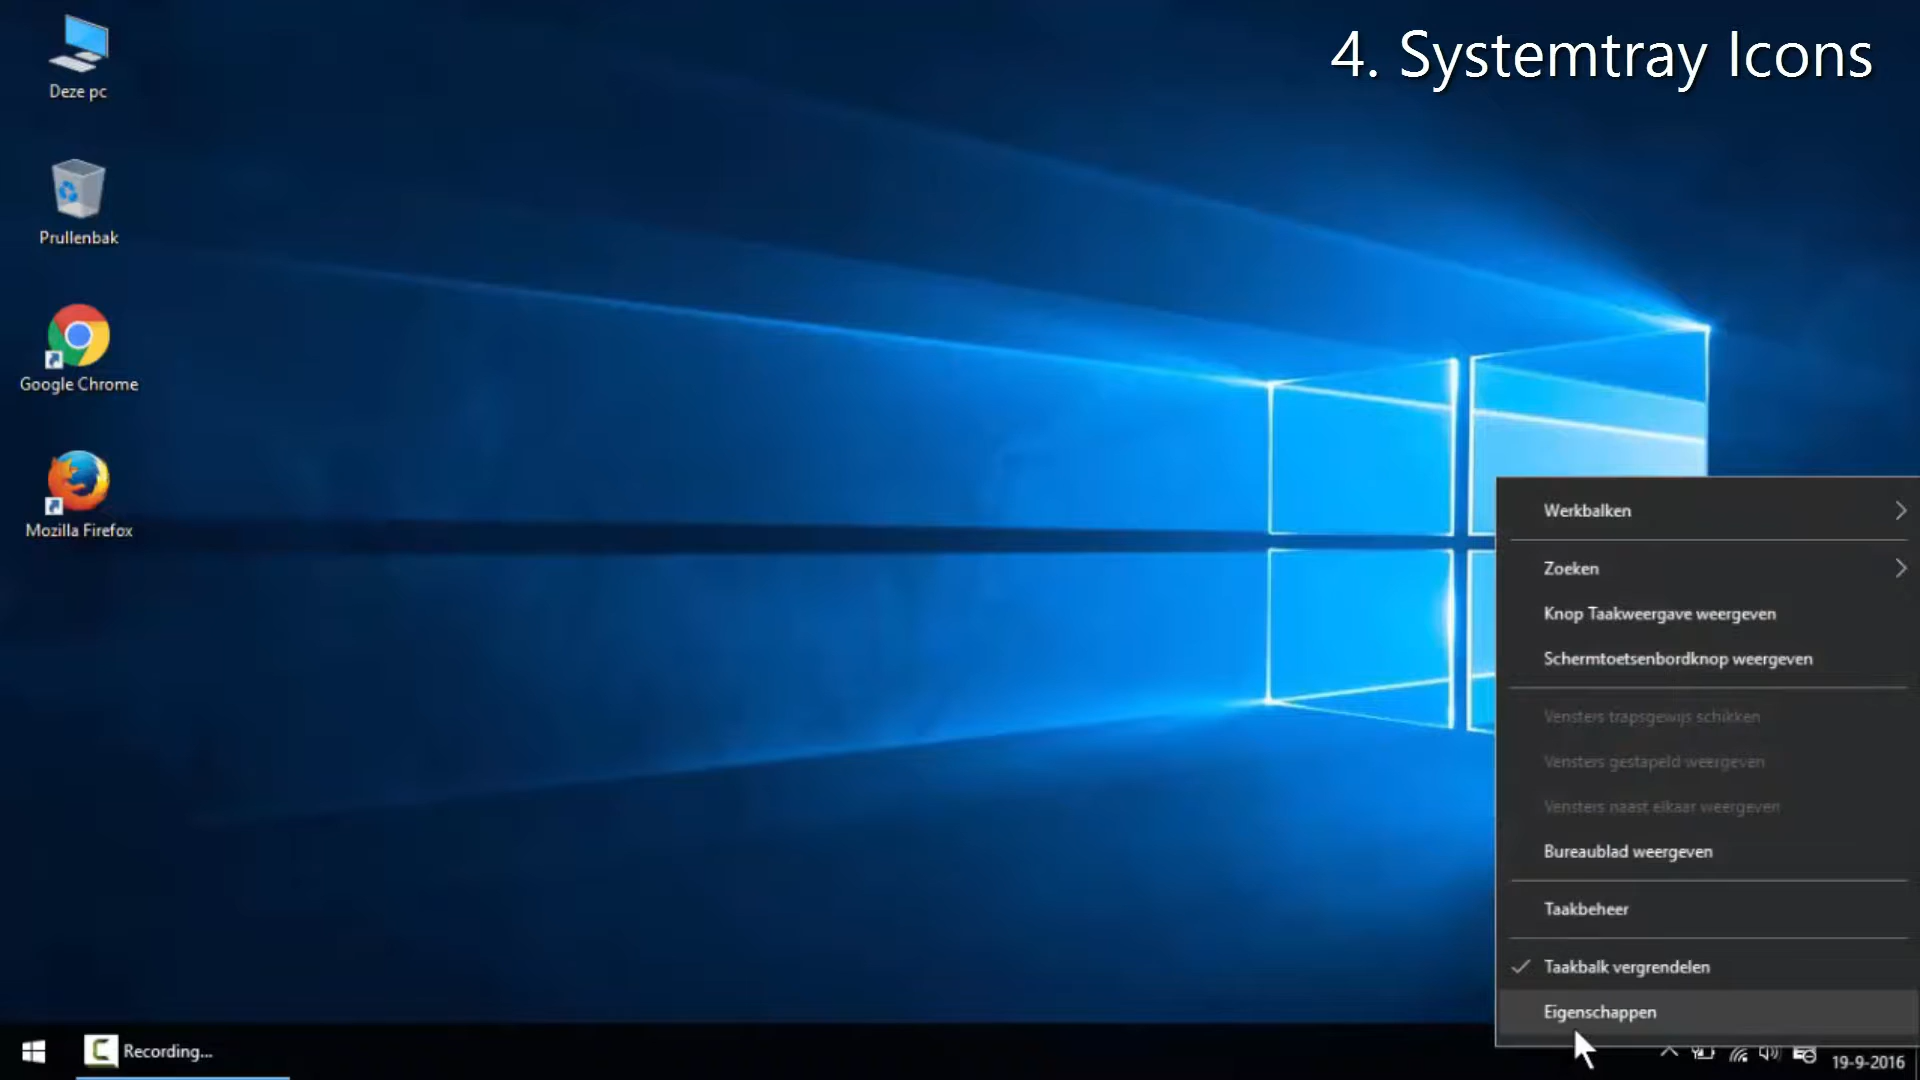 4. Systemtray Icons
Deze pc
Prullenbak
Google Chrome
Mozilla Firefox
Werkbalken
Zoeken
Knop Taakweergave weergeven
Schermtoetsenbordknop weergeven
Vensters trapsgewijs schikken
Vensters gestapeld weergeven
Vensters naast elkaar weergeven
Bureaublad weergeven
Taakbeheer
Taakbalk vergrendelen
Eigenschappen
Recording...
19-9-2016